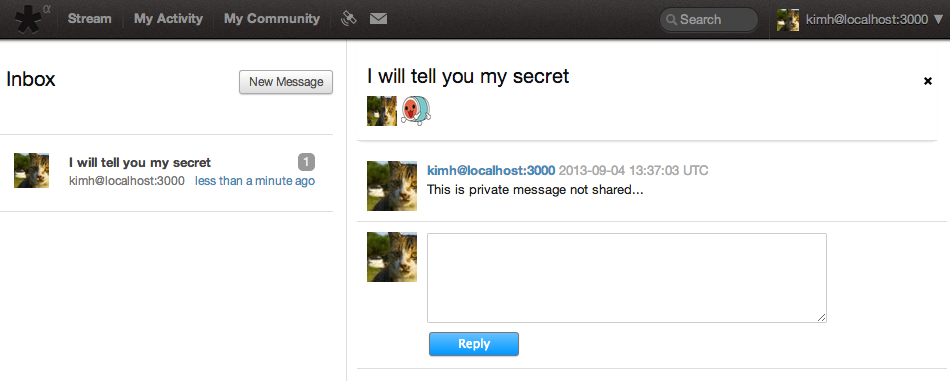 α Stream My Activity My Community Search kimh@localhost:3000 ▼
Inbox
New Message
I will tell you my secret 1
kimh@localhost:3000 less than a minute ago
I will tell you my secret
kimh@localhost:3000 2013-09-04 13:37:03 UTC
This is private message not shared...
Reply